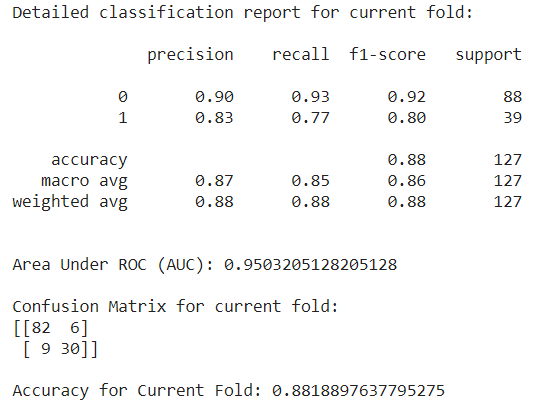 Detailed classification report for current fold:
precision recall f1-score support
0 0.90 0.93 0.92 88
1 0.83 0.77 0.80 39
accuracy 0.88 127
macro avg 0.87 0.85 0.86 127
weighted avg 0.88 0.88 0.88 127
Area Under ROC (AUC): 0.9503205128205128
Confusion Matrix for current fold:
[[82 6]
[ 9 30]]
Accuracy for Current Fold: 0.8818897637795275